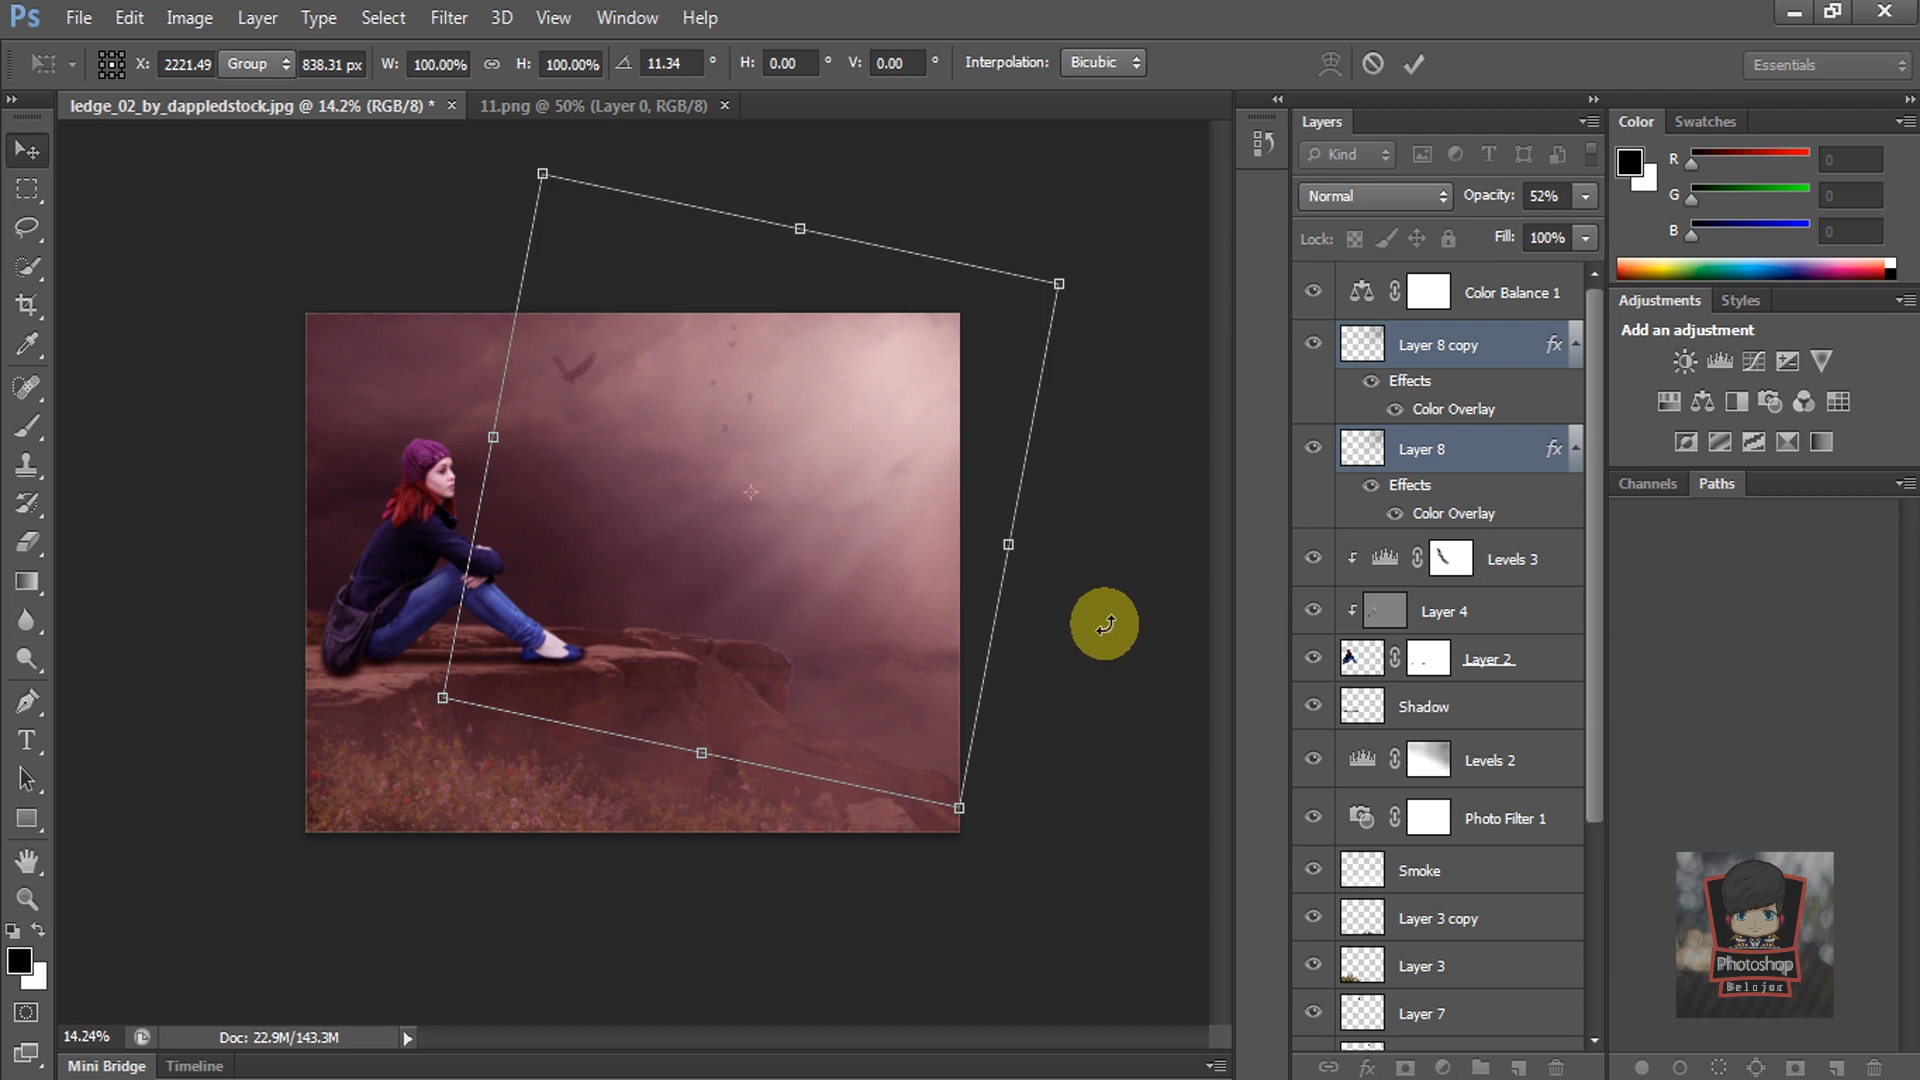 Ps File Edit Image Layer Type Select Filter 3D View Window Help
X: 2221.49 Group 838.31 px W: 100.00% H: 100.00% 11.34 ° H: 0.00 ° V: 0.00 ° Interpolation: Bicubic Essentials
ledge_02_by_dappledstock.jpg @ 14.2% (RGB/8) * × 11.png @ 50% (Layer 0, RGB/8) ×
Layers
Kind
Normal Opacity: 52%
Lock: Fill: 100%
Color Balance 1
Layer 8 copy fx
Effects
Color Overlay
Layer 8 fx
Effects
Color Overlay
Levels 3
Layer 4
Layer 2
Shadow
Levels 2
Photo Filter 1
Smoke
Layer 3 copy
Layer 3
Layer 7
Color Swatches
R 0
G 0
B 0
Adjustments Styles
Add an adjustment
Channels Paths
Photoshop
Belajar
14.24% Doc: 22.9M/143.3M
Mini Bridge Timeline